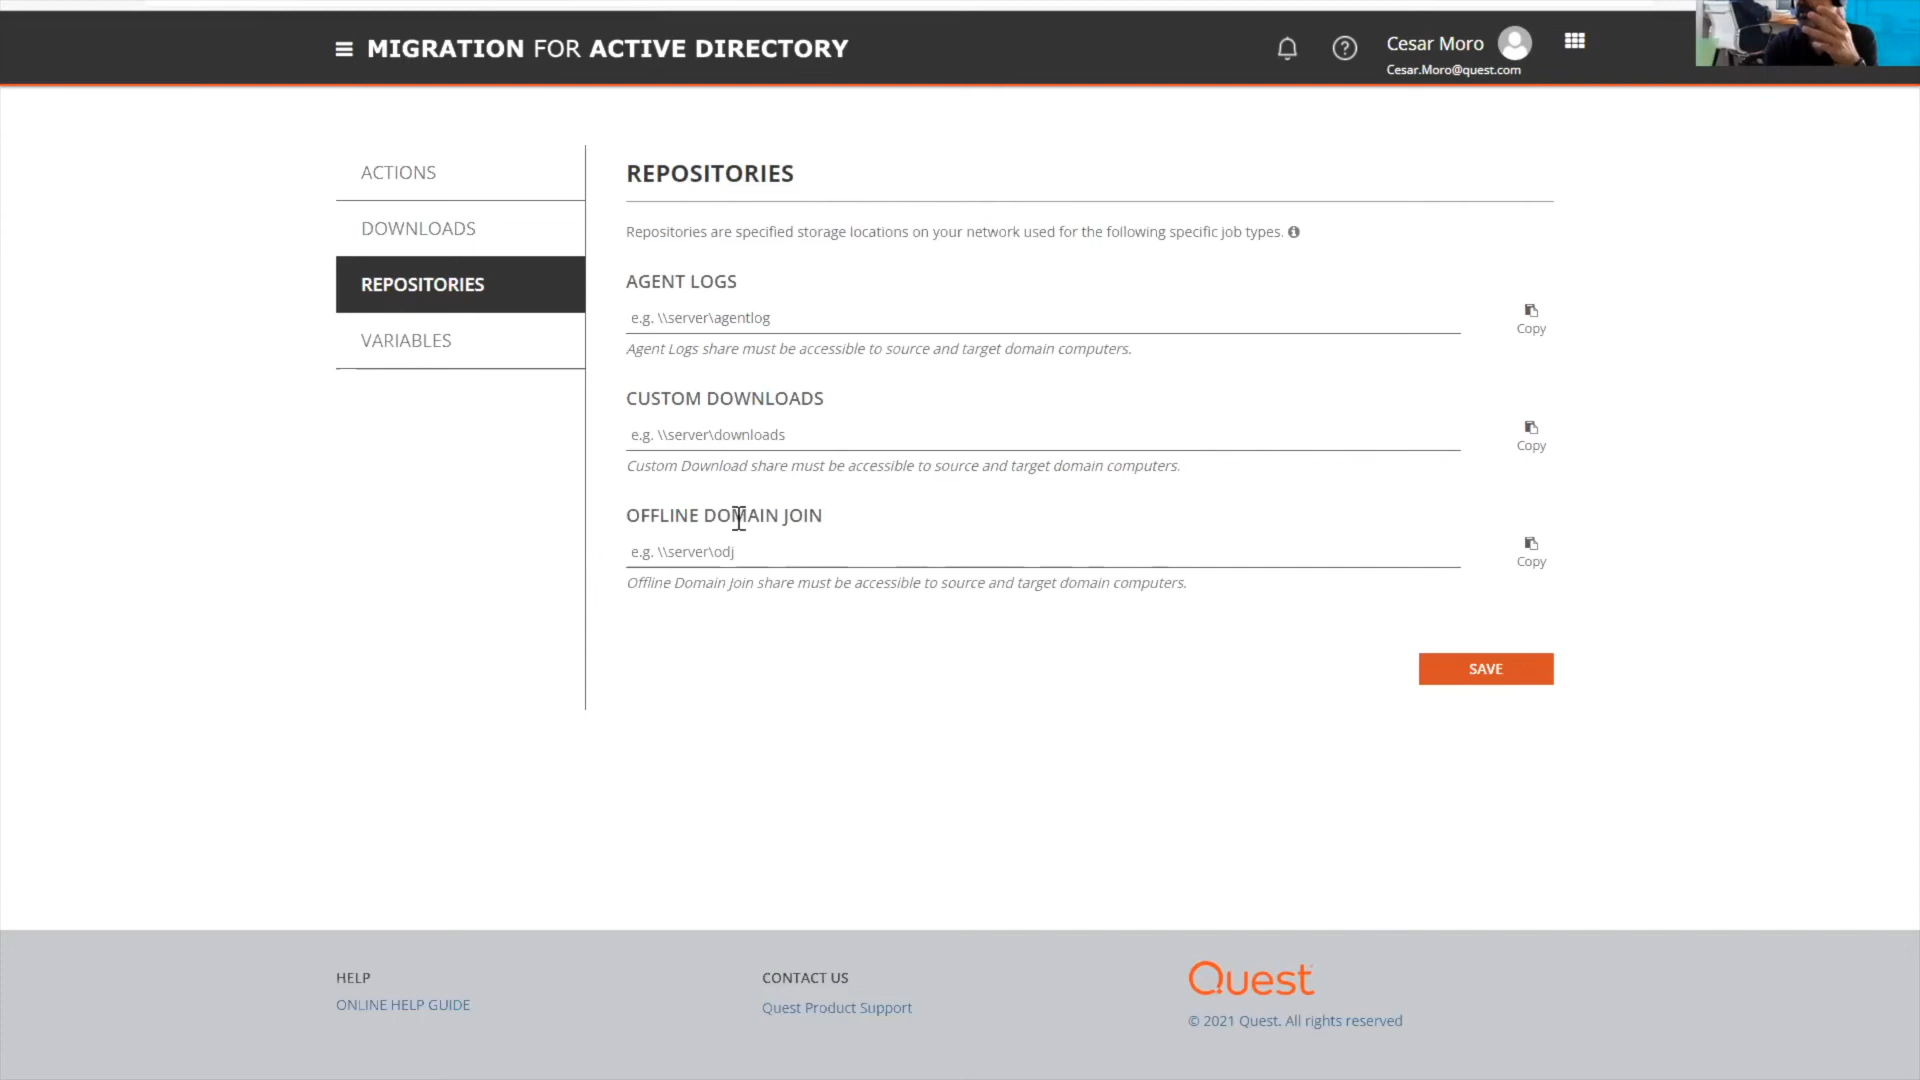 MIGRATION FOR ACTIVE DIRECTORY
Cesar Moro
Cesar.Moro@quest.com
ACTIONS
DOWNLOADS
REPOSITORIES
VARIABLES
REPOSITORIES
Repositories are specified storage locations on your network used for the following specific job types.
AGENT LOGS
e.g. \\server\agentlog
Copy
Agent Logs share must be accessible to source and target domain computers.
CUSTOM DOWNLOADS
e.g. \\server\downloads
Copy
Custom Download share must be accessible to source and target domain computers.
OFFLINE DOMAIN JOIN
e.g. \\server\odj
Copy
Offline Domain Join share must be accessible to source and target domain computers.
SAVE
HELP
ONLINE HELP GUIDE
CONTACT US
Quest Product Support
Quest
© 2021 Quest. All rights reserved